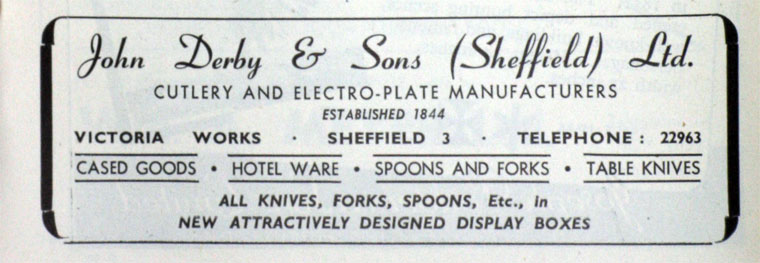 John Derby & Sons (Sheffield) Ltd.
CUTLERY AND ELECTRO-PLATE MANUFACTURERS
ESTABLISHED 1844
VICTORIA WORKS · SHEFFIELD 3 · TELEPHONE: 22963
CASED GOODS • HOTEL WARE • SPOONS AND FORKS • TABLE KNIVES
ALL KNIVES, FORKS, SPOONS, Etc., in
NEW ATTRACTIVELY DESIGNED DISPLAY BOXES